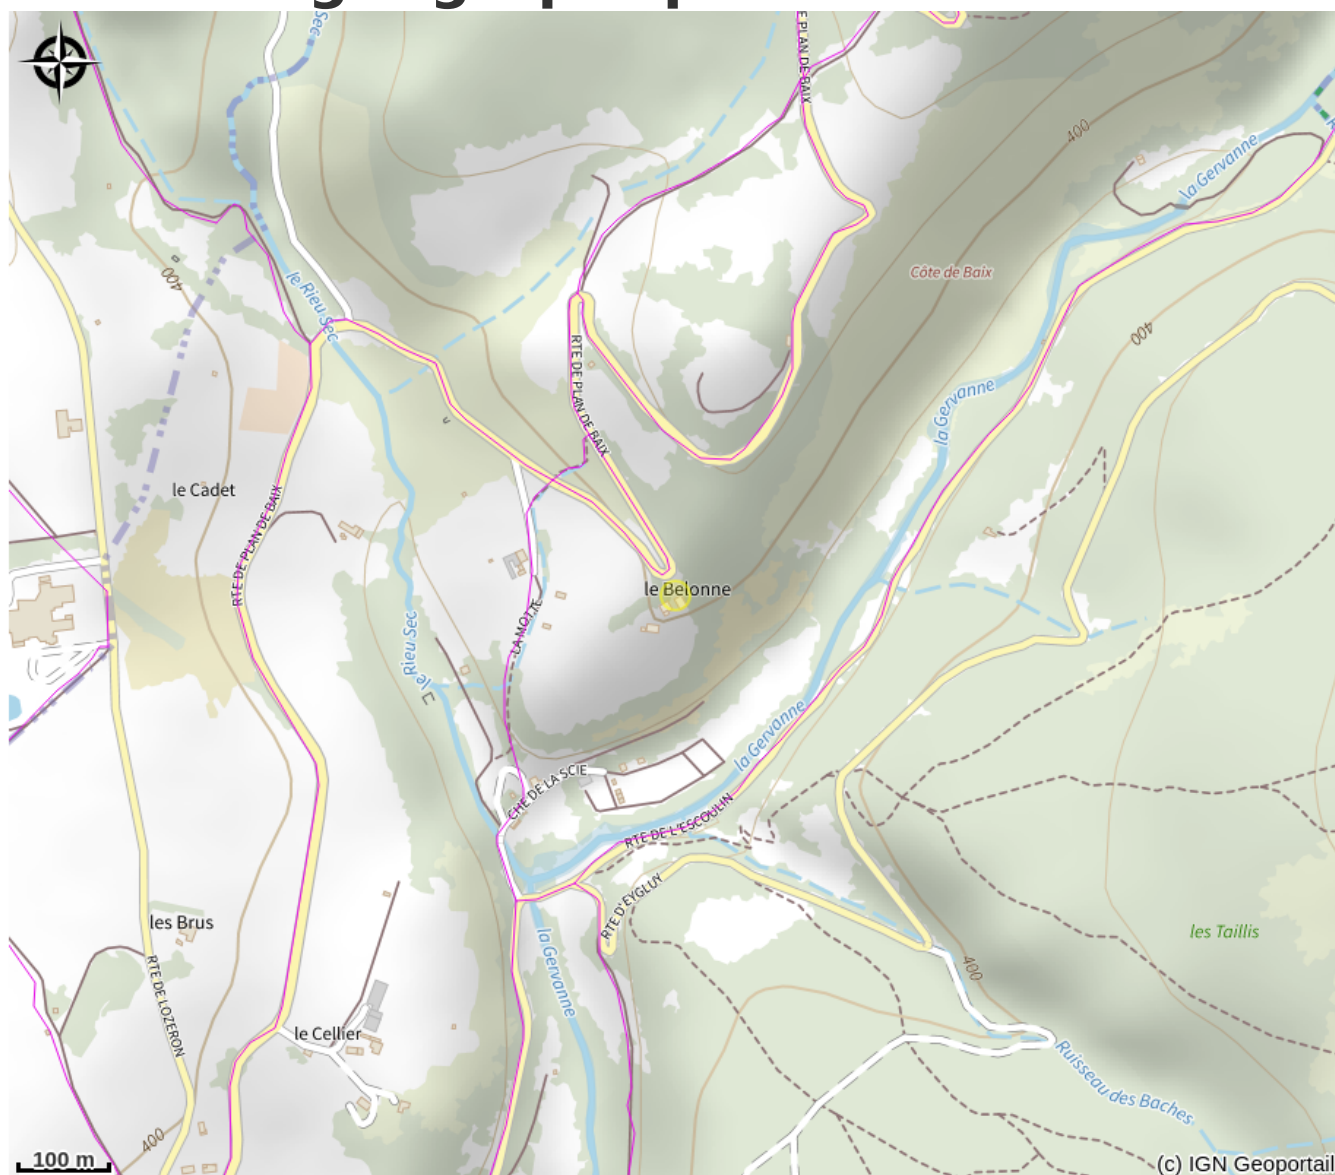 Sec
E PLAN DE BAIX
400
la Gervanne
400
Côte de Baix
le Rieu Sec
400
RTE DE PLAN DE BAIX
la Gervanne
le Cadet
RTE DE PLAN DE BAIX
le Belonne
LA MOTTE
le Rieu Sec
la Gervanne
CHE DE LA SCIE
RTE DE L'ESCOULIN
RTE D'EYGLUY
les Brus
les Taillis
la Gervanne
400
RTE DE LOZERON
le Cellier
Ruisseau des Baches
400
100 m
(c) IGN Geoportail